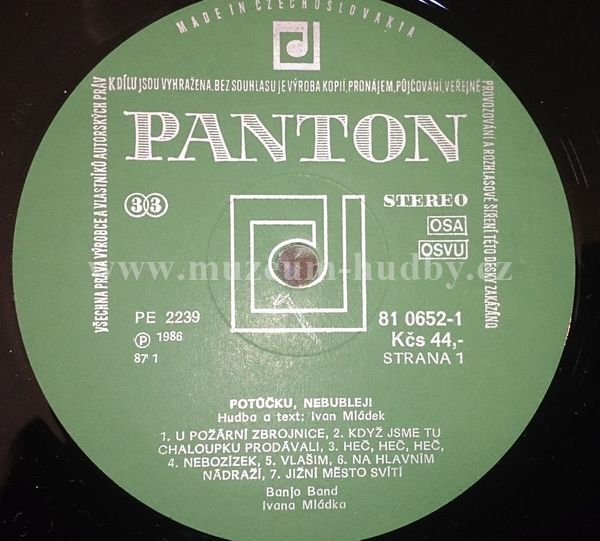 MADE IN CZECHOSLOVAKIA
VŠECHNA PRÁVA VÝROBCE A VLASTNÍKŮ AUTORSKÝCH PRÁV K DÍLU JSOU VYHRAŽENA. BEZ SOUHLASU JE VÝROBA KOPIÍ, PRONÁJEM, PŮJČOVÁNÍ, VEŘEJNÉ PROVOZOVÁNÍ A ROZHLASOVÉ ŠÍŘENÍ TÉTO DESKY ZAKÁZÁNO
PANTON
33
STEREO
OSA
OSVU
www.muzeum-hudby.cz
PE 2239
81 0652-1
Ⓟ 1986
Kčs 44,-
87 1
STRANA 1
POTŮČKU, NEBUBLEJ!
Hudba a text: Ivan Mládek
1. U POŽÁRNÍ ZBROJNICE, 2. KDYŽ JSME TU
CHALOUPKU PRODÁVALI, 3. HEČ, HEČ, HEČ,
4. NEBOZÍZEK, 5. VLAŠIM, 6. NA HLAVNÍM
NÁDRAŽÍ, 7. JIŽNÍ MĚSTO SVÍTÍ
Banjo Band
Ivana Mládka